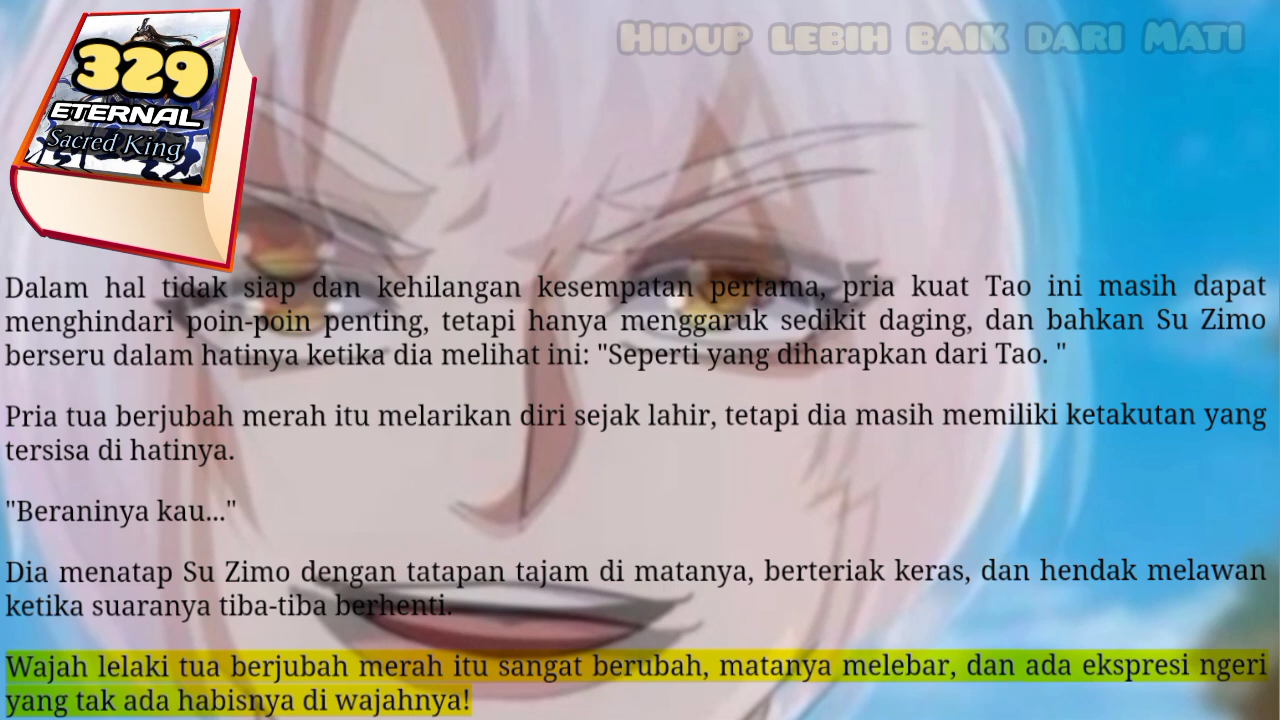 329
ETERNAL
Sacred King
Hidup lebih baik dari Mati
Dalam hal tidak siap dan kehilangan kesempatan pertama, pria kuat Tao ini masih dapat
menghindari poin-poin penting, tetapi hanya menggaruk sedikit daging, dan bahkan Su Zimo
berseru dalam hatinya ketika dia melihat ini: "Seperti yang diharapkan dari Tao. "
Pria tua berjubah merah itu melarikan diri sejak lahir, tetapi dia masih memiliki ketakutan yang
tersisa di hatinya.
"Beraninya kau..."
Dia menatap Su Zimo dengan tatapan tajam di matanya, berteriak keras, dan hendak melawan
ketika suaranya tiba-tiba berhenti.
Wajah lelaki tua berjubah merah itu sangat berubah, matanya melebar, dan ada ekspresi ngeri
yang tak ada habisnya di wajahnya!